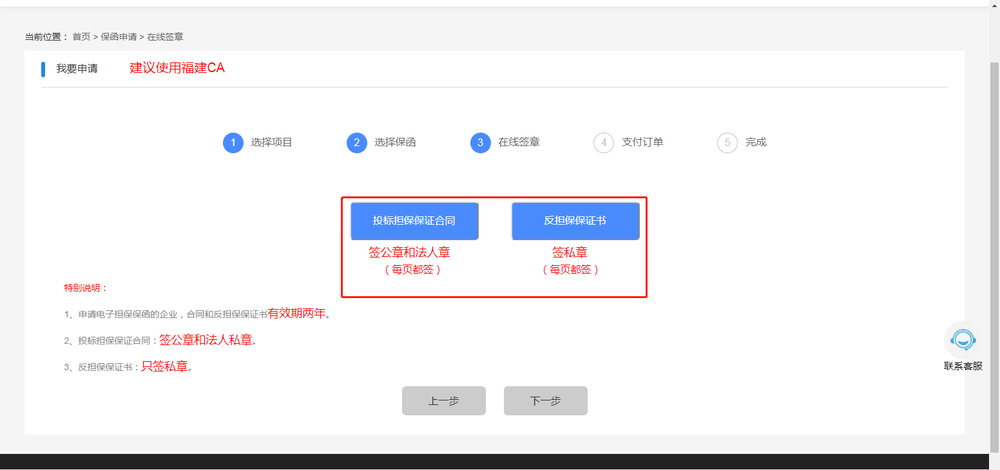 当前位置： 首页 > 保函申请 > 在线签章
我要申请 建议使用福建CA
1 选择项目 2 选择保函 3 在线签章 4 支付订单 5 完成
投标担保保证合同 反担保保证书
签公章和法人章 签私章
（每页都签） （每页都签）
特别说明：
1、申请电子担保保函的企业，合同和反担保保证书有效期两年。
2、投标担保保证合同：签公章和法人私章。
3、反担保保证书：只签私章。
联系客服
上一步 下一步